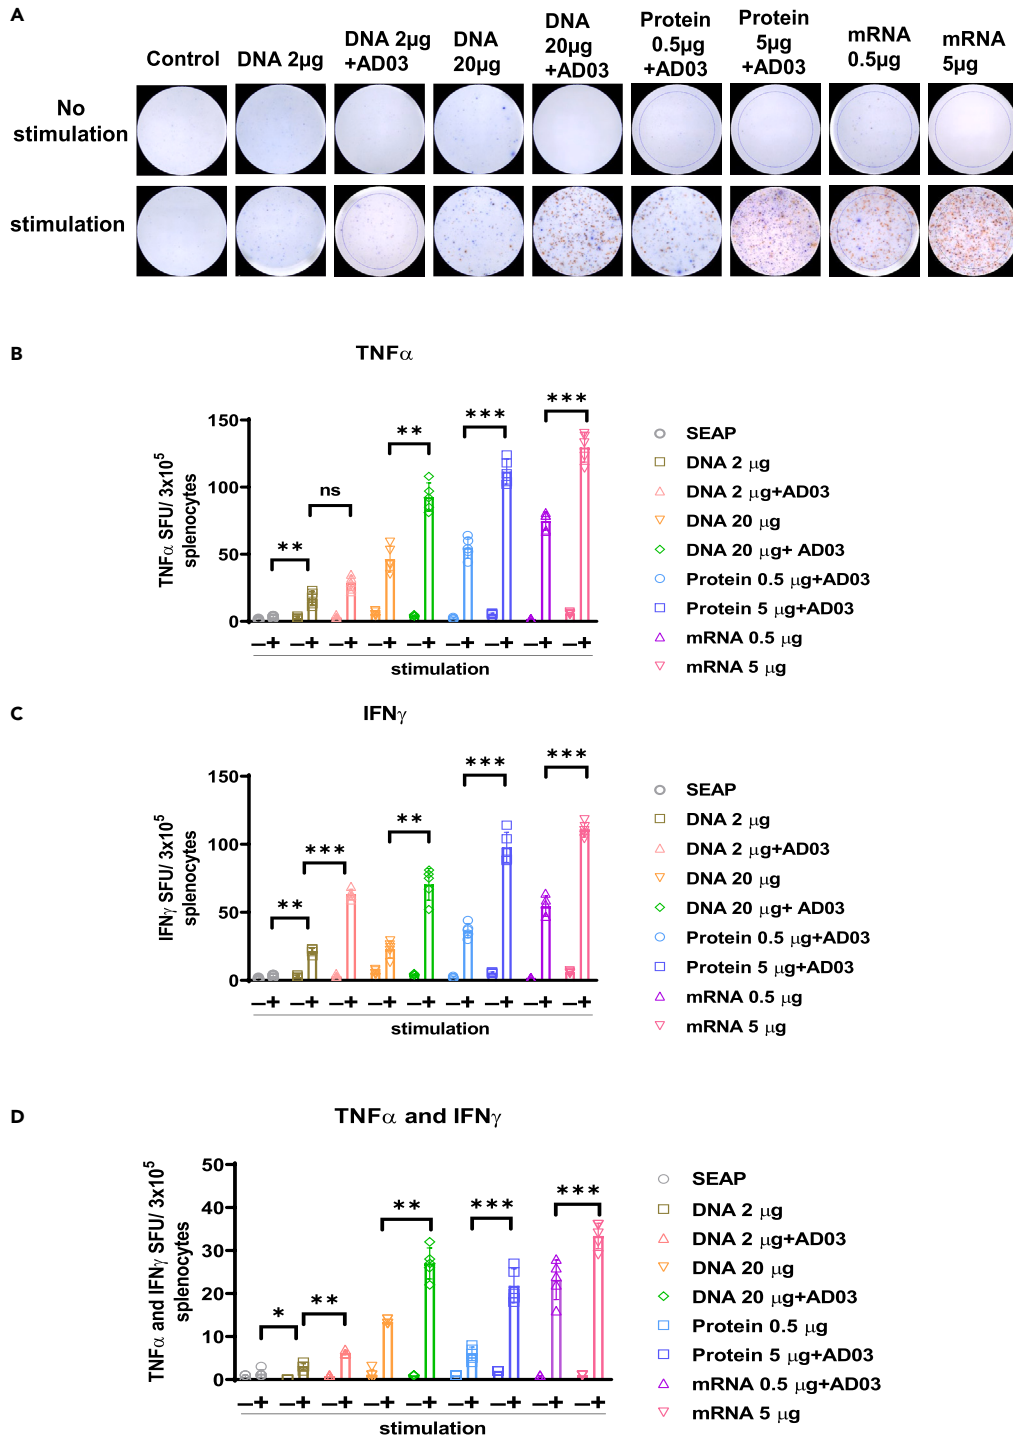 A
Control
DNA 2µg
DNA 2µg
+AD03
DNA
20µg
DNA
20µg
+AD03
Protein
0.5µg
+AD03
Protein
5µg
+AD03
mRNA
0.5µg
mRNA
5µg
No
stimulation
stimulation
B
TNFα
TNFα SFU/ 3x10⁵
splenocytes
150
100
50
0
**
ns
**
***
***
–+ –+ –+ –+ –+ –+ –+ –+ –+
stimulation
SEAP
DNA 2 µg
DNA 2 µg+AD03
DNA 20 µg
DNA 20 µg+ AD03
Protein 0.5 µg+AD03
Protein 5 µg+AD03
mRNA 0.5 µg
mRNA 5 µg
C
IFNγ
IFNγ SFU/ 3x10⁵
splenocytes
150
100
50
0
**
***
**
***
***
–+ –+ –+ –+ –+ –+ –+ –+ –+
stimulation
SEAP
DNA 2 µg
DNA 2 µg+AD03
DNA 20 µg
DNA 20 µg+ AD03
Protein 0.5 µg+AD03
Protein 5 µg+AD03
mRNA 0.5 µg
mRNA 5 µg
D
TNFα and IFNγ
TNFα and IFNγ SFU/ 3x10⁵
splenocytes
50
40
30
20
10
0
*
**
**
***
***
–+ –+ –+ –+ –+ –+ –+ –+ –+
stimulation
SEAP
DNA 2 µg
DNA 2 µg+AD03
DNA 20 µg
DNA 20 µg+AD03
Protein 0.5 µg
Protein 5 µg+AD03
mRNA 0.5 µg+AD03
mRNA 5 µg